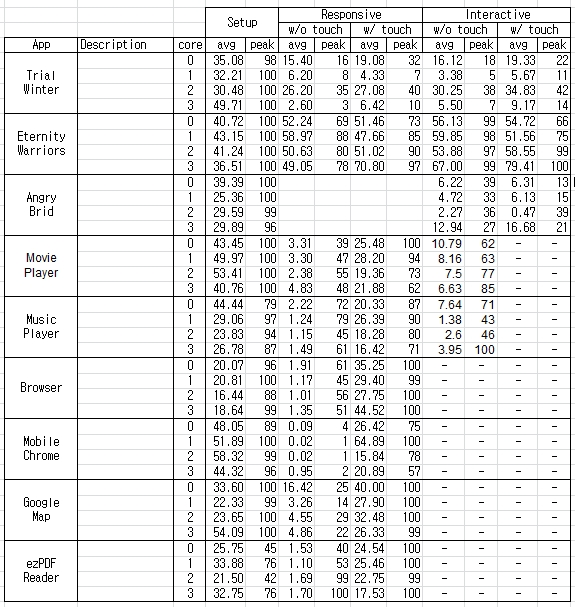 Setup Responsive Interactive
w/o touch w/ touch w/o touch w/ touch
App Description core avg peak avg peak avg peak avg peak avg peak
Trial Winter
0 35.08 98 15.40 16 19.08 32 16.12 18 19.33 22
1 32.21 100 6.20 8 4.33 7 3.38 5 5.67 11
2 30.48 100 26.20 35 27.08 40 30.25 38 34.83 42
3 49.71 100 2.60 3 6.42 10 5.50 7 9.17 14
Eternity Warriors
0 40.72 100 52.24 69 51.46 73 56.13 99 54.72 66
1 43.15 100 58.97 88 47.66 85 59.85 98 51.56 75
2 41.24 100 50.63 80 51.02 90 53.88 97 58.55 99
3 36.51 100 49.05 78 70.80 97 67.00 99 79.41 100
Angry Brid
0 39.39 100 6.22 39 6.31 13
1 25.36 100 4.72 33 6.13 15
2 29.59 99 2.27 36 0.47 39
3 29.89 96 12.94 27 16.68 21
Movie Player
0 43.45 100 3.31 39 25.48 100 10.79 62 - -
1 49.97 100 3.30 47 28.20 94 8.16 63 - -
2 53.41 100 2.38 55 19.36 73 7.5 77 - -
3 40.76 100 4.83 48 21.88 62 6.63 85 - -
Music Player
0 44.44 79 2.22 72 20.33 87 7.64 71 - -
1 29.06 97 1.24 79 26.39 90 1.38 43 - -
2 23.83 94 1.15 45 18.28 80 2.6 46 - -
3 26.78 87 1.49 61 16.42 71 3.95 100 - -
Browser
0 20.07 96 1.91 61 35.25 100 - - - -
1 20.81 100 1.17 45 29.40 99 - - - -
2 16.44 88 1.01 56 27.75 100 - - - -
3 18.64 99 1.35 51 44.52 100 - - - -
Mobile Chrome
0 48.05 89 0.09 4 26.42 75 - - - -
1 51.89 100 0.02 1 64.89 100 - - - -
2 58.32 99 0.02 1 15.84 78 - - - -
3 44.32 96 0.95 2 20.89 57 - - - -
Google Map
0 33.60 100 16.42 25 40.00 100 - - - -
1 22.33 99 3.26 14 27.90 100 - - - -
2 23.65 100 4.55 29 32.48 100 - - - -
3 54.09 100 4.86 22 26.33 99 - - - -
ezPDF Reader
0 25.75 45 1.53 40 24.54 100 - - - -
1 33.88 76 1.10 53 25.46 100 - - - -
2 21.50 42 1.69 99 22.75 99 - - - -
3 32.75 76 1.70 100 17.53 100 - - - -